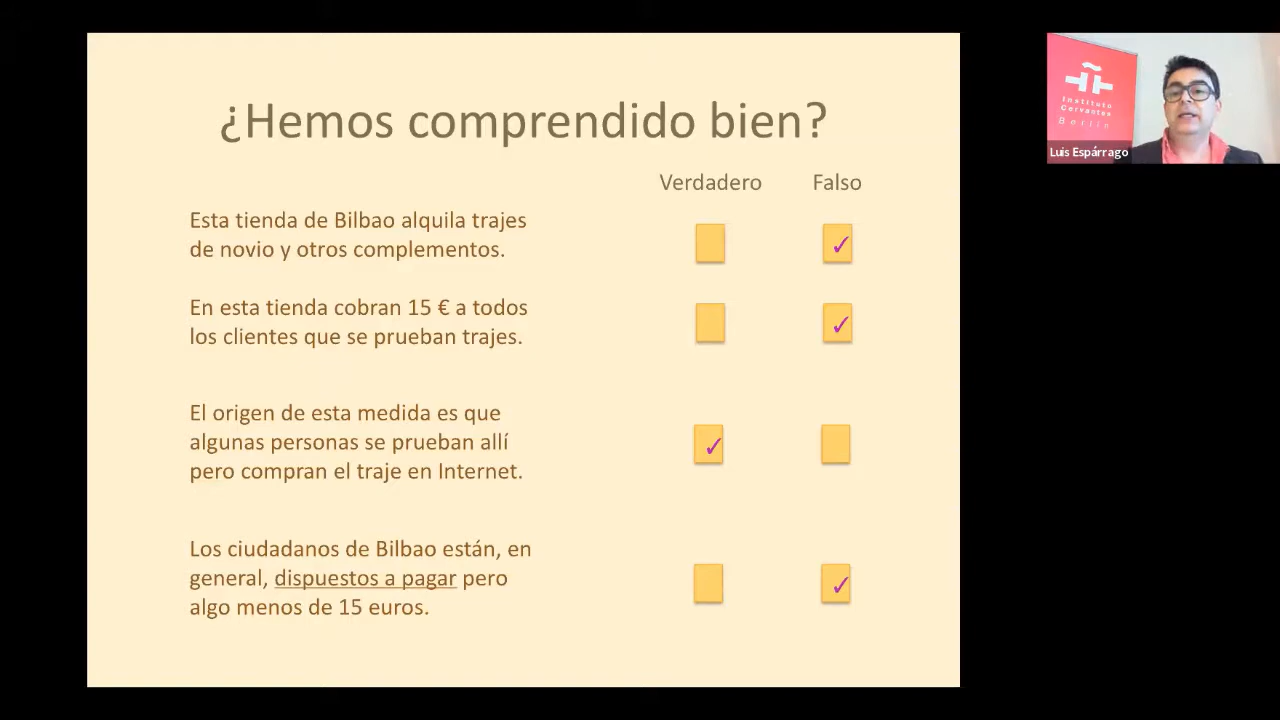 ¿Hemos comprendido bien?
Verdadero Falso
Esta tienda de Bilbao alquila trajes
de novio y otros complementos.
✓
En esta tienda cobran 15 € a todos
los clientes que se prueban trajes.
✓
El origen de esta medida es que
algunas personas se prueban allí
pero compran el traje en Internet.
✓
Los ciudadanos de Bilbao están, en
general, dispuestos a pagar pero
algo menos de 15 euros.
✓
Instituto
Cervantes
Berlin
Luis Espárrago